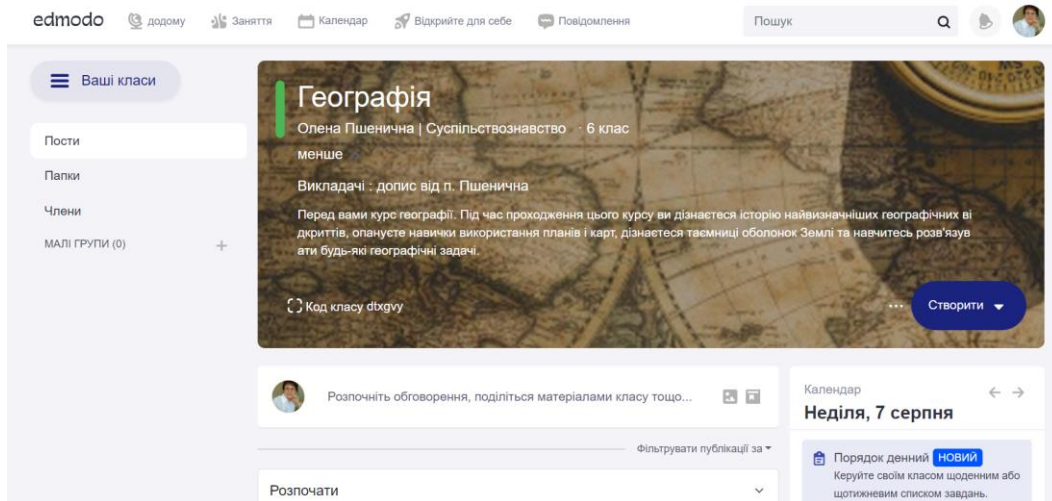 edmodo
додому
Заняття
Календар
Відкрийте для себе
Повідомлення
Пошук
Ваші класи
Пости
Папки
Члени
МАЛІ ГРУПИ (0)
Географія
Олена Пшенична | Суспільствознавство · 6 клас
менше
Викладачі : допис від п. Пшенична
Перед вами курс географії. Під час проходження цього курсу ви дізнаєтеся історію найвизначніших географічних ві
дкриттів, опануєте навички використання планів і карт, дізнаєтеся таємниці оболонок Землі та навчитесь розв'язув
ати будь-які географічні задачі.
Код класу dtxgvy
... Створити
Розпочніть обговорення, поділіться матеріалами класу тощо...
Фільтрувати публікації за
Розпочати
Календар
Неділя, 7 серпня
Порядок денний НОВИЙ
Керуйте своїм класом щоденним або
щотижневим списком завдань.